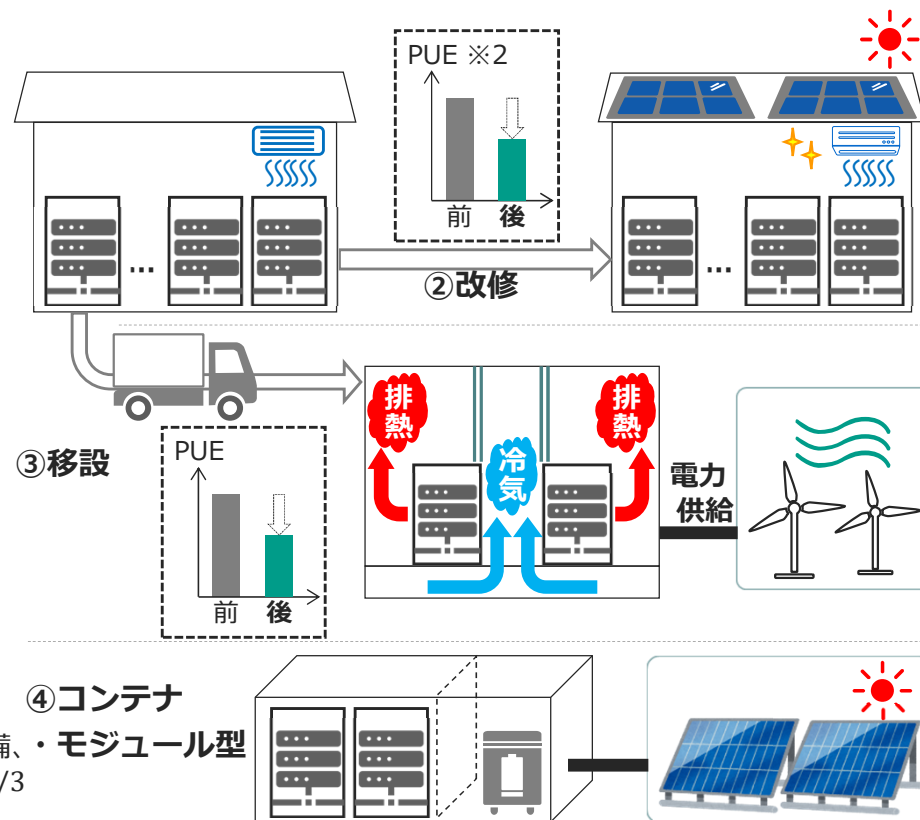 PUE ※2
前 後
②改修
排熱
冷気
排熱
③移設
PUE
前 後
電力
供給
④コンテナ
備、・モジュール型
/3